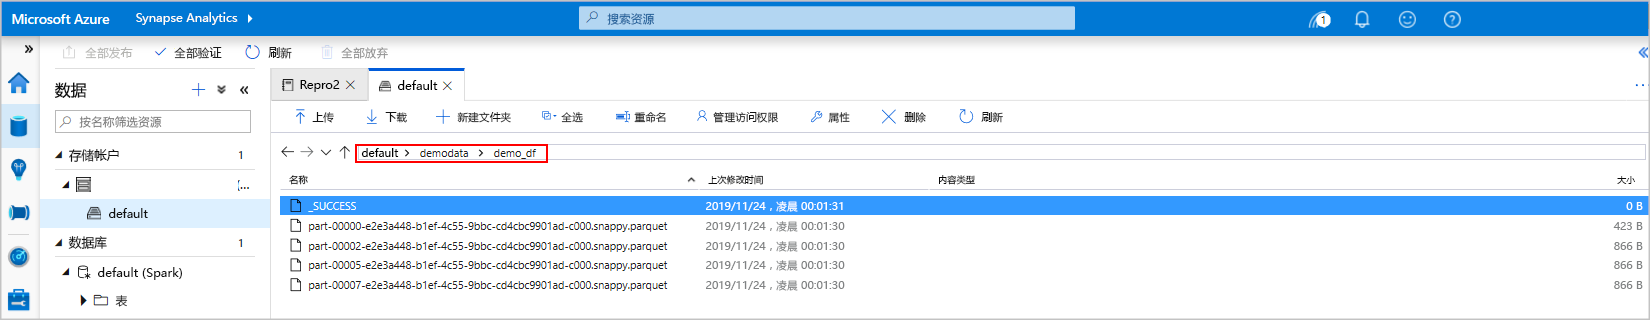 Microsoft Azure Synapse Analytics 搜索资源 1
全部发布 全部验证 刷新 全部放弃
数据
Repro2 default
按名称筛选资源
上传 下载 新建文件夹 全选 重命名 管理访问权限 属性 删除 刷新
存储帐户 1
default demodata demo_df
[...
名称 上次修改时间 内容类型 大小
default
_SUCCESS 2019/11/24，凌晨 00:01:31 0 B
part-00000-e2e3a448-b1ef-4c55-9bbc-cd4cbc9901ad-c000.snappy.parquet 2019/11/24，凌晨 00:01:30 423 B
数据库 1
part-00002-e2e3a448-b1ef-4c55-9bbc-cd4cbc9901ad-c000.snappy.parquet 2019/11/24，凌晨 00:01:30 866 B
default (Spark)
part-00005-e2e3a448-b1ef-4c55-9bbc-cd4cbc9901ad-c000.snappy.parquet 2019/11/24，凌晨 00:01:30 866 B
part-00007-e2e3a448-b1ef-4c55-9bbc-cd4cbc9901ad-c000.snappy.parquet 2019/11/24，凌晨 00:01:30 866 B
表